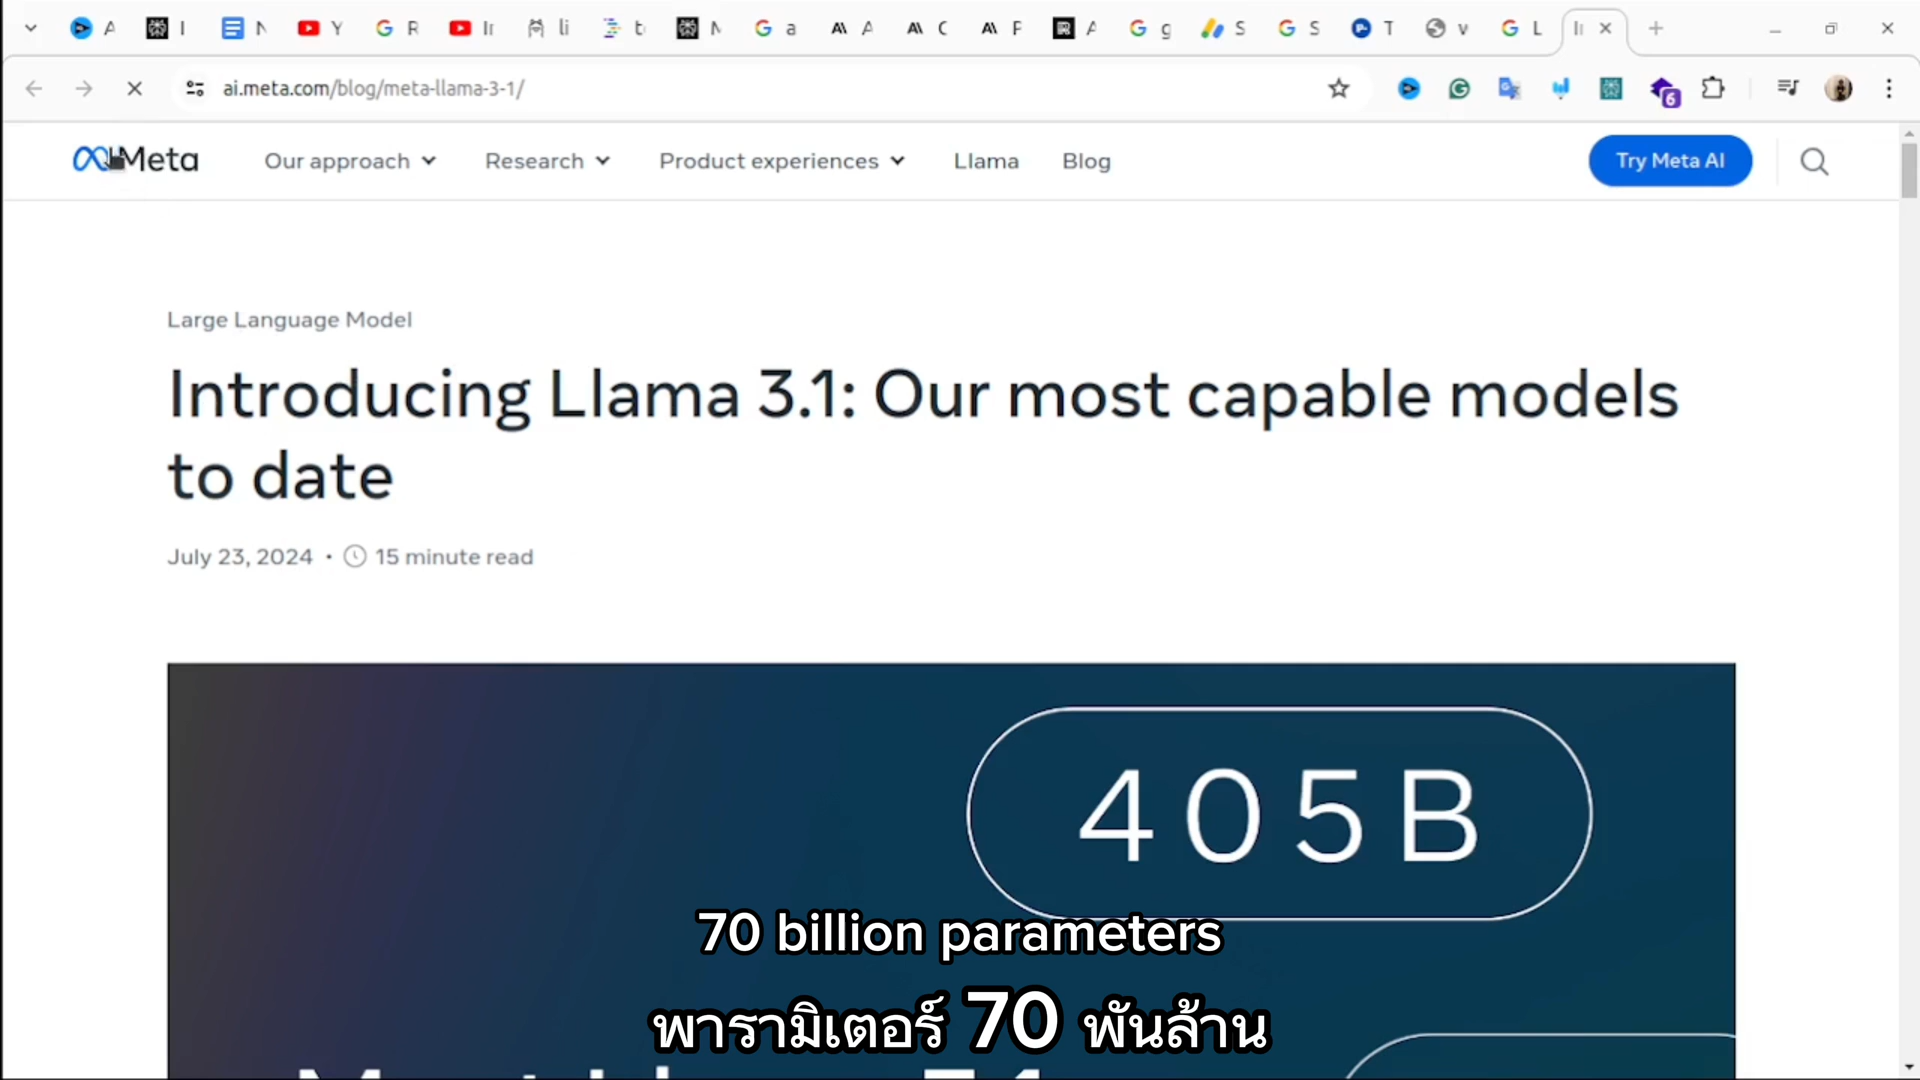 A I N Y G R Ir li t M G a A C F A G g S G S T v G L I
ai.meta.com/blog/meta-llama-3-1/
6
Meta Our approach Research Product experiences Llama Blog Try Meta AI
Large Language Model
Introducing Llama 3.1: Our most capable models
to date
July 23, 2024 • 15 minute read
405B
70 billion parameters
พารามิเตอร์ 70 พันล้าน